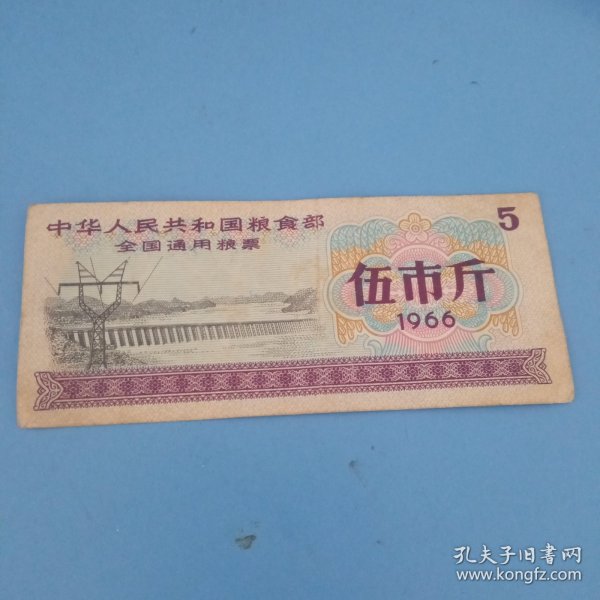 中华人民共和国粮食部
全国通用粮票
5
伍市斤
1966
孔夫子旧書网
www.kongfz.com